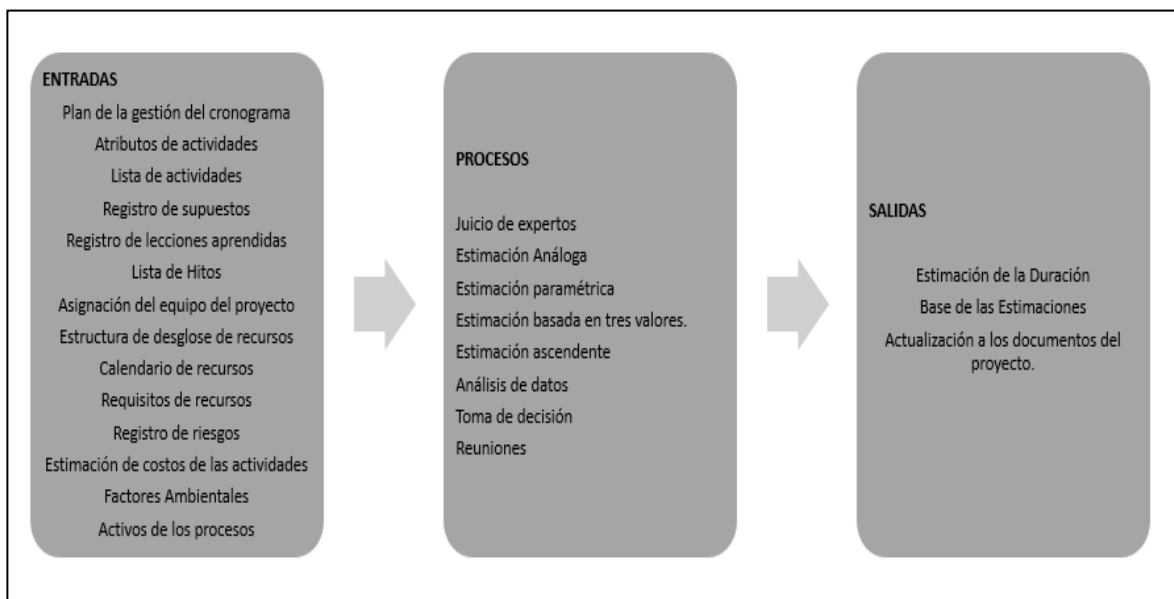 ENTRADAS
Plan de la gestión del cronograma
Atributos de actividades
Lista de actividades
Registro de supuestos
Registro de lecciones aprendidas
Lista de Hitos
Asignación del equipo del proyecto
Estructura de desglose de recursos
Calendario de recursos
Requisitos de recursos
Registro de riesgos
Estimación de costos de las actividades
Factores Ambientales
Activos de los procesos
PROCESOS
Juicio de expertos
Estimación Análoga
Estimación paramétrica
Estimación basada en tres valores.
Estimación ascendente
Análisis de datos
Toma de decisión
Reuniones
SALIDAS
Estimación de la Duración
Base de las Estimaciones
Actualización a los documentos del
proyecto.